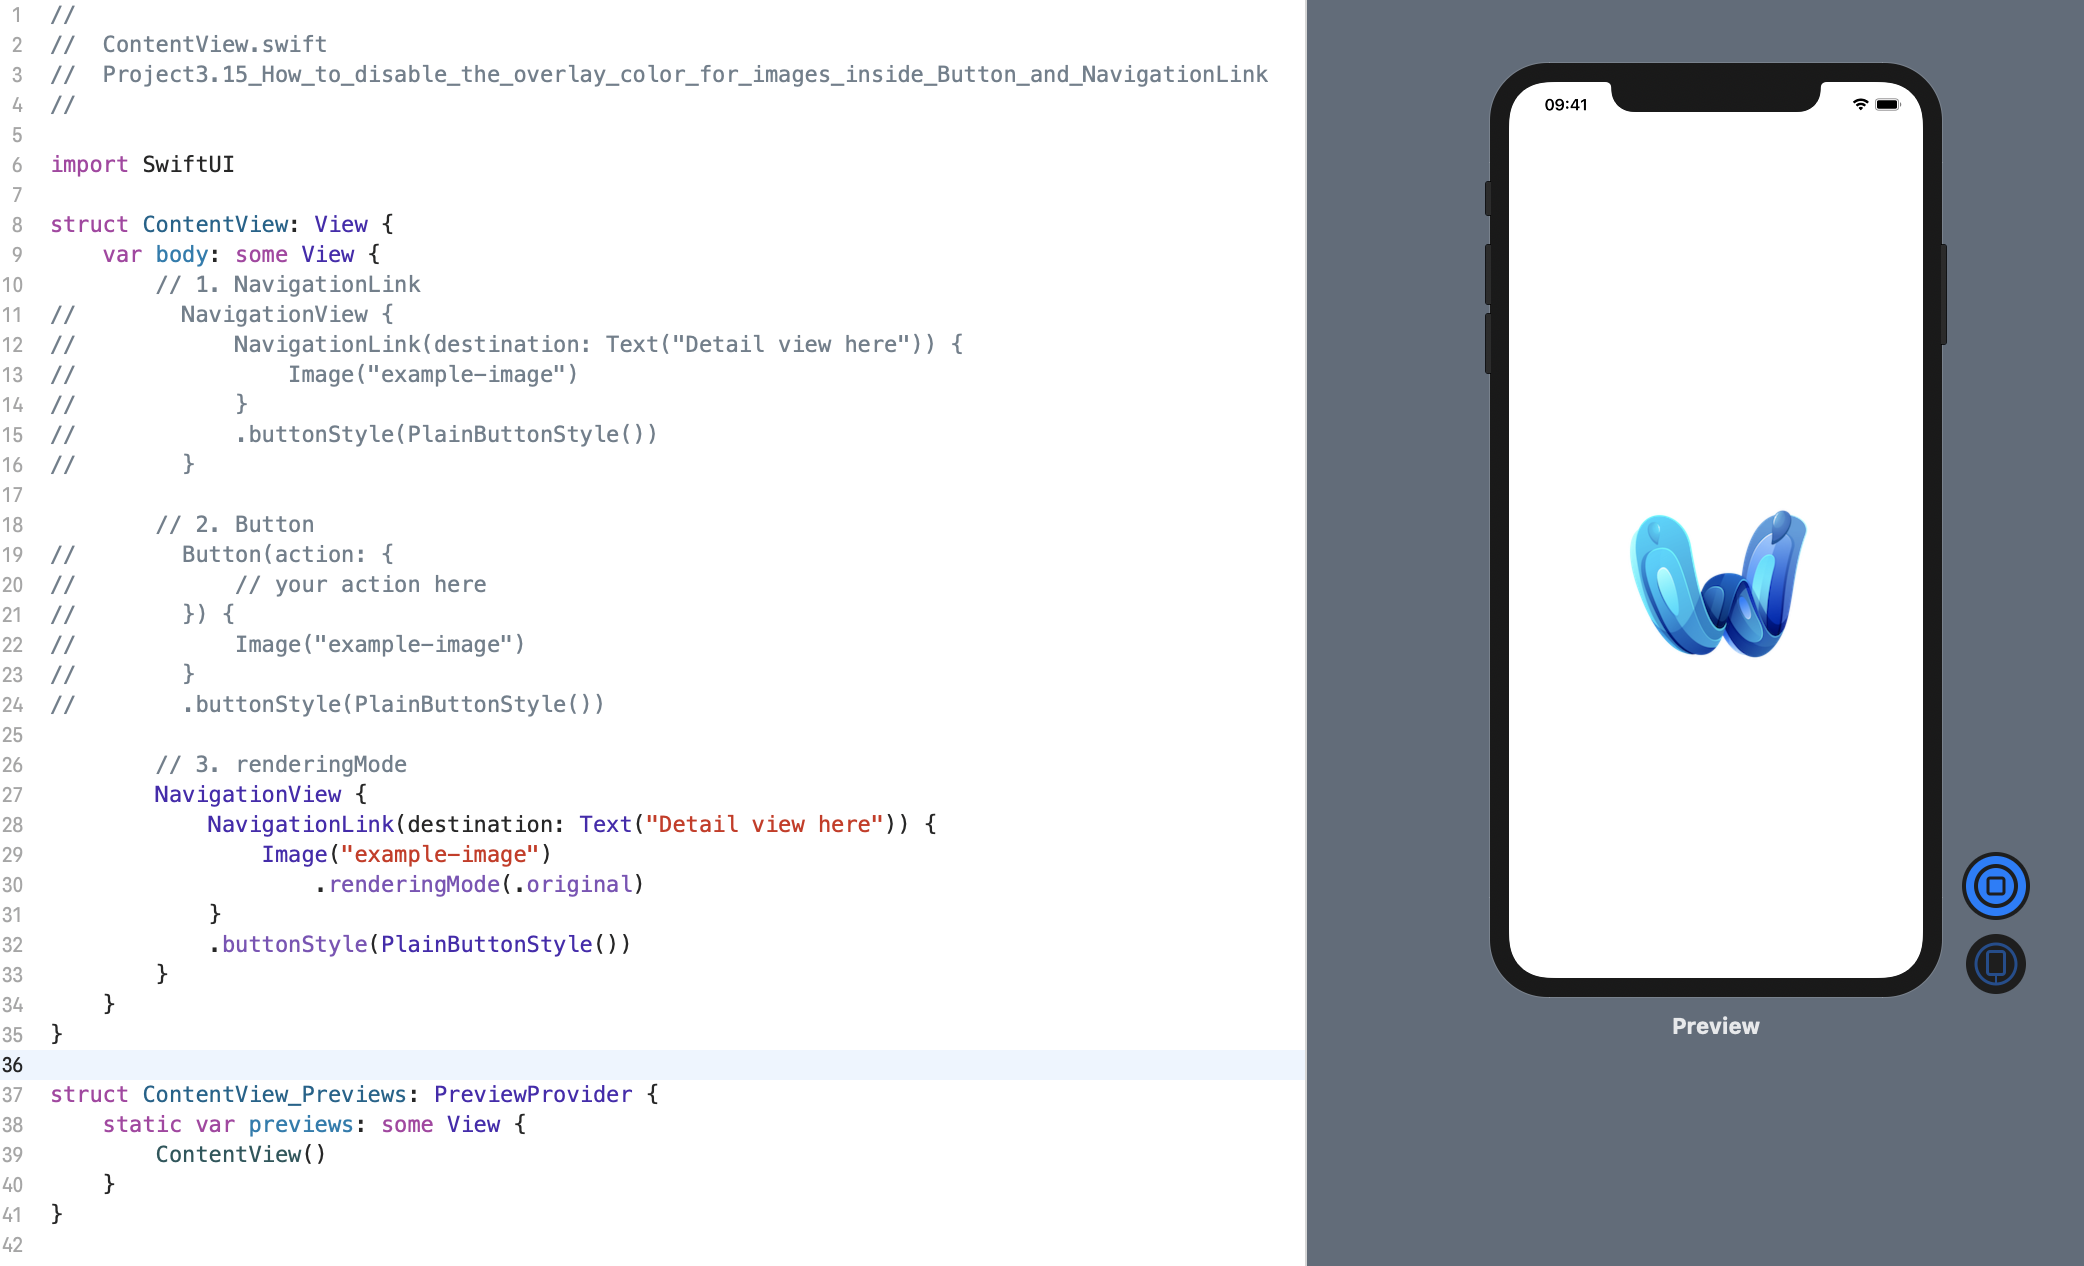 1 //
2 //  ContentView.swift
3 //  Project3.15_How_to_disable_the_overlay_color_for_images_inside_Button_and_NavigationLink
4 //
5
6 import SwiftUI
7
8 struct ContentView: View {
9     var body: some View {
10         // 1. NavigationLink
11 //        NavigationView {
12 //            NavigationLink(destination: Text("Detail view here")) {
13 //                Image("example-image")
14 //            }
15 //            .buttonStyle(PlainButtonStyle())
16 //        }
17
18         // 2. Button
19 //        Button(action: {
20 //            // your action here
21 //        }) {
22 //            Image("example-image")
23 //        }
24 //        .buttonStyle(PlainButtonStyle())
25
26         // 3. renderingMode
27         NavigationView {
28             NavigationLink(destination: Text("Detail view here")) {
29                 Image("example-image")
30                     .renderingMode(.original)
31             }
32             .buttonStyle(PlainButtonStyle())
33         }
34     }
35 }
36
37 struct ContentView_Previews: PreviewProvider {
38     static var previews: some View {
39         ContentView()
40     }
41 }
42
09:41
Preview